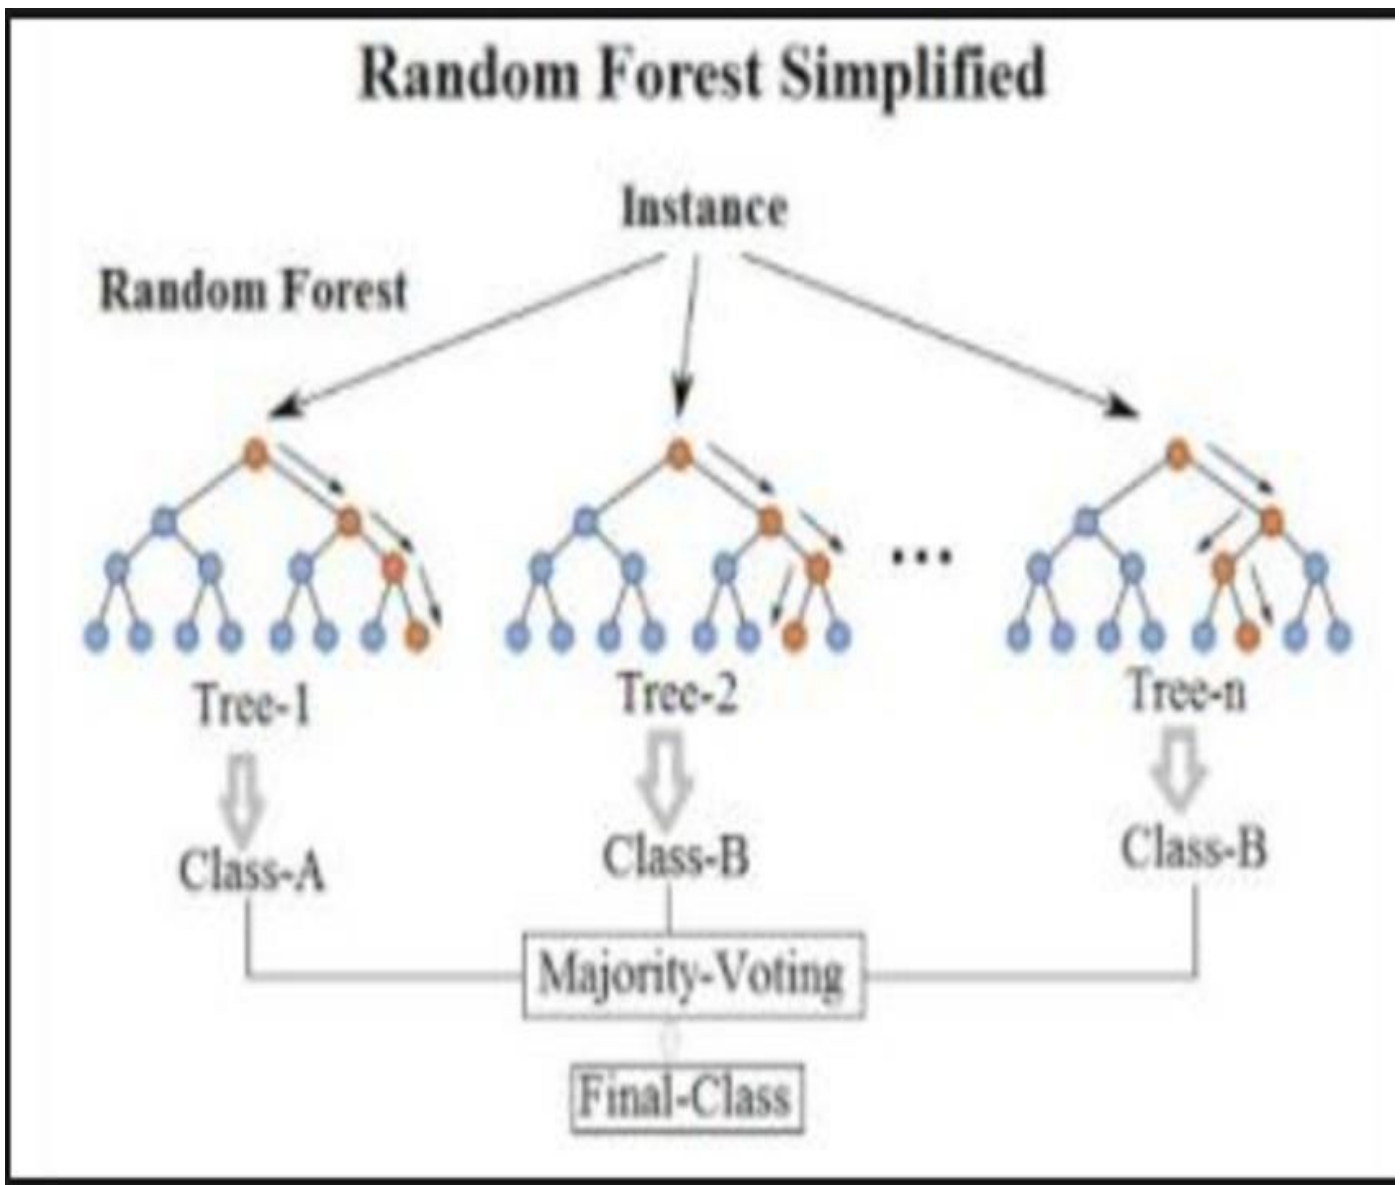 Random Forest Simplified
Instance
Random Forest
...
Tree-1
Tree-2
Tree-n
Class-A
Class-B
Class-B
Majority-Voting
Final-Class